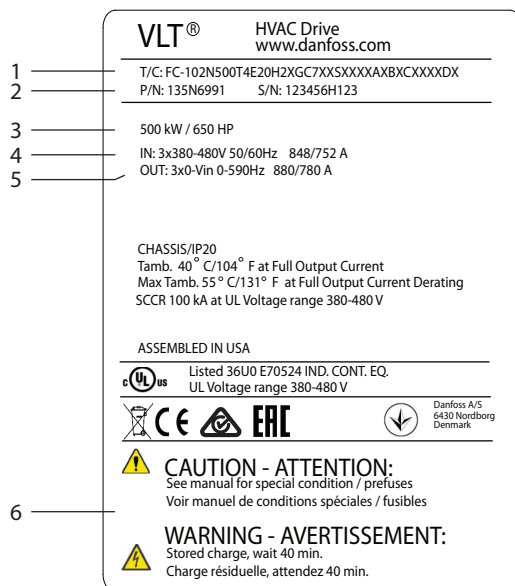 VLT® HVAC Drive
www.danfoss.com
1 T/C: FC-102N500T4E20H2XGC7XXSXXXXAXBXCXXXXDX
2 P/N: 135N6991 S/N: 123456H123
3 500 kW / 650 HP
4 IN: 3x380-480V 50/60Hz 848/752 A
5 OUT: 3x0-Vin 0-590Hz 880/780 A
CHASSIS/IP20
Tamb. 40° C/104° F at Full Output Current
Max Tamb. 55° C/131° F at Full Output Current Derating
SCCR 100 kA at UL Voltage range 380-480 V
ASSEMBLED IN USA
c UL us Listed 36U0 E70524 IND. CONT. EQ.
UL Voltage range 380-480 V
CE EAC
Danfoss A/S
6430 Nordborg
Denmark
CAUTION - ATTENTION:
See manual for special condition / prefuses
Voir manuel de conditions spéciales / fusibles
6
WARNING - AVERTISSEMENT:
Stored charge, wait 40 min.
Charge résiduelle, attendez 40 min.